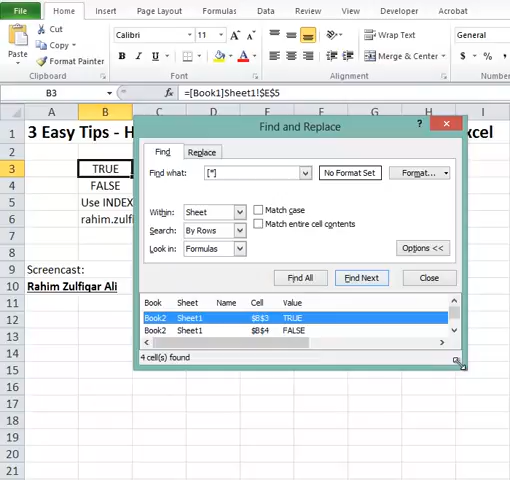 File Home Insert Page Layout Formulas Data Review View Developer Acrobat
Cut
Copy
Format Painter
Paste
Calibri 11 A A
B I U A
Wrap Text
Merge & Center
General
$ % ,
Clipboard Font Alignment
B3 fx =[Book1]Sheet1!$E$5
A B C D E F G H I
1 3 Easy Tips - H
2
3 TRUE
4 FALSE
5 Use INDEX
6 rahim.zulfi
7
8
9 Screencast:
10 Rahim Zulfiqar Ali
11
12
13
14
15
16
17
18
19
20
21
xcel
Find and Replace ? x
Find Replace
Find what: [*] No Format Set Format...
Within: Sheet Match case
Search: By Rows Match entire cell contents
Look in: Formulas Options <<
Find All Find Next Close
Book Sheet Name Cell Value
Book2 Sheet1 $B$3 TRUE
Book2 Sheet1 $B$4 FALSE
4 cell(s) found